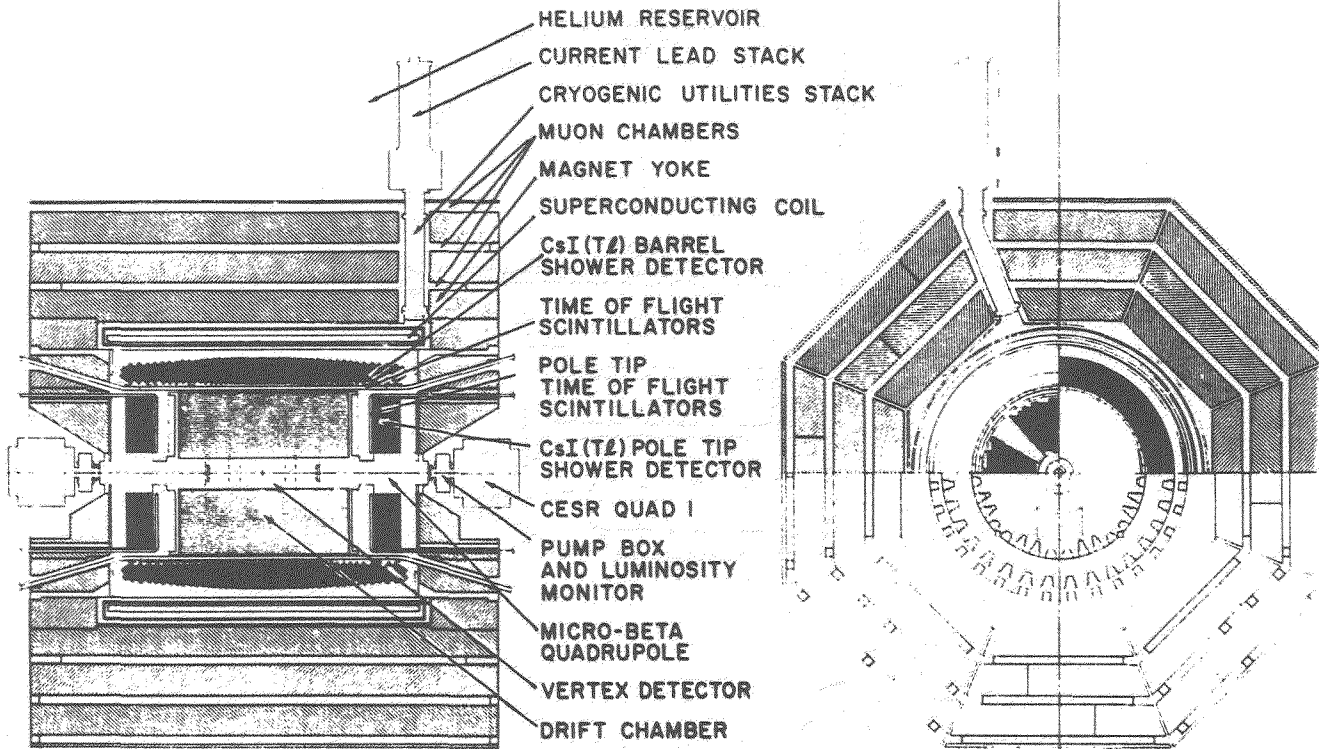 HELIUM RESERVOIR
CURRENT LEAD STACK
CRYOGENIC UTILITIES STACK
MUON CHAMBERS
MAGNET YOKE
SUPERCONDUCTING COIL
CsI(Tℓ) BARREL
SHOWER DETECTOR
TIME OF FLIGHT
SCINTILLATORS
POLE TIP
TIME OF FLIGHT
SCINTILLATORS
CsI(Tℓ) POLE TIP
SHOWER DETECTOR
CESR QUAD I
PUMP BOX
AND LUMINOSITY
MONITOR
MICRO-BETA
QUADRUPOLE
VERTEX DETECTOR
DRIFT CHAMBER